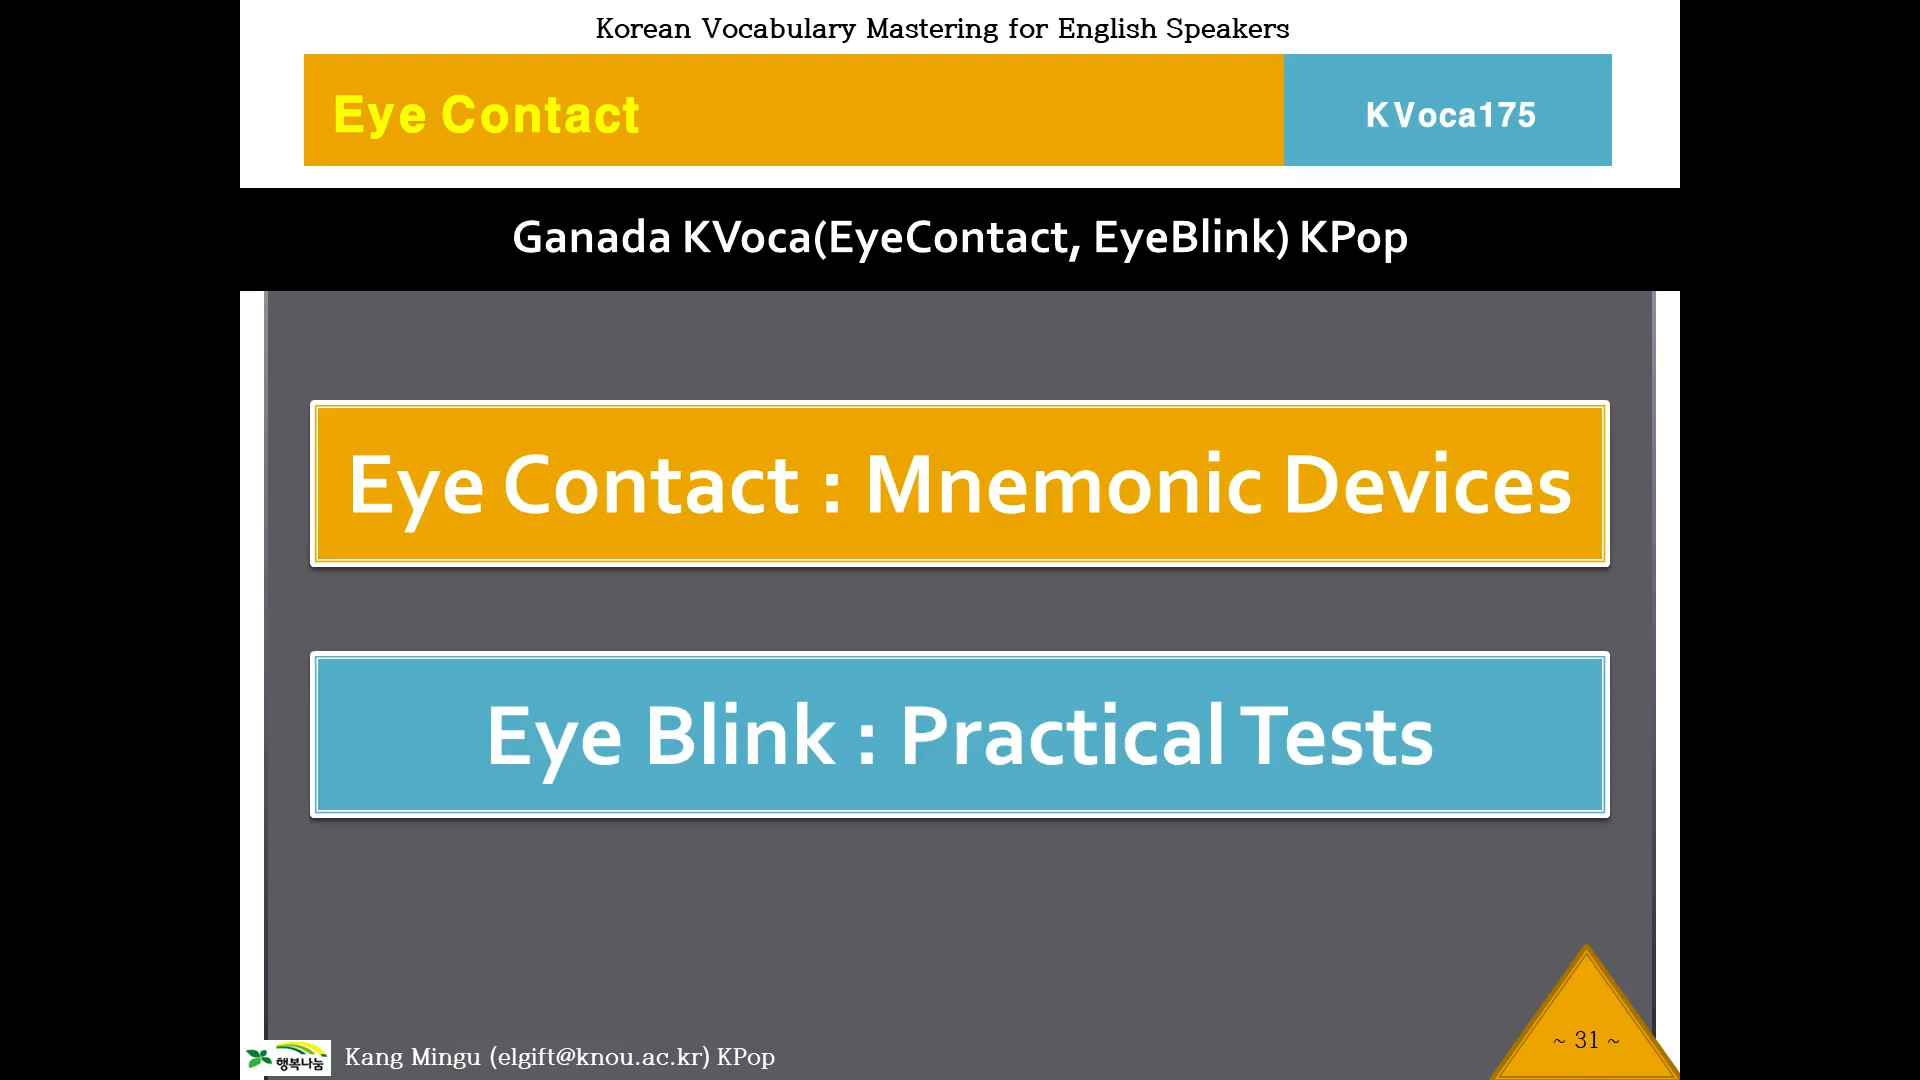 Korean Vocabulary Mastering for English Speakers
Eye Contact
KVoca175
Ganada KVoca(EyeContact, EyeBlink) KPop
Eye Contact : Mnemonic Devices
Eye Blink : Practical Tests
~ 31 ~
행복나눔
Kang Mingu (elgift@knou.ac.kr) KPop